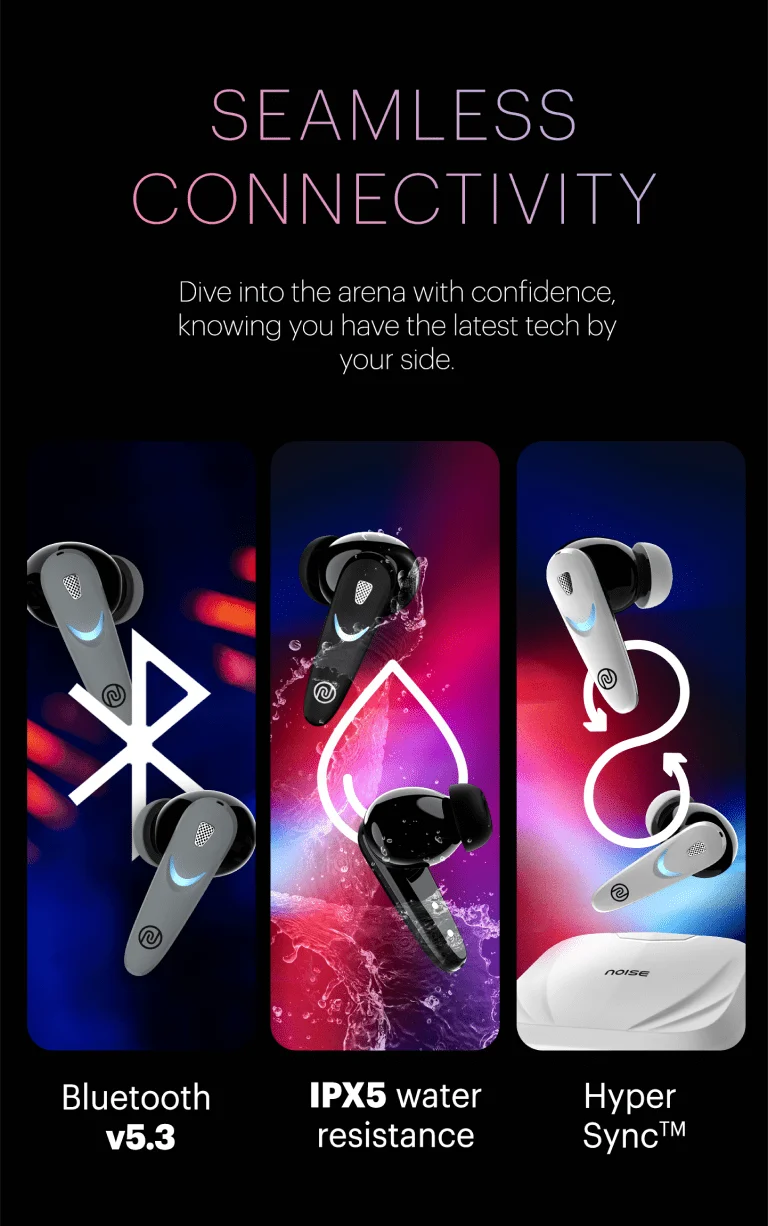 SEAMLESS
CONNECTIVITY
Dive into the arena with confidence,
knowing you have the latest tech by
your side.
NOISE
Bluetooth
v5.3
IPX5 water
resistance
Hyper
Sync™